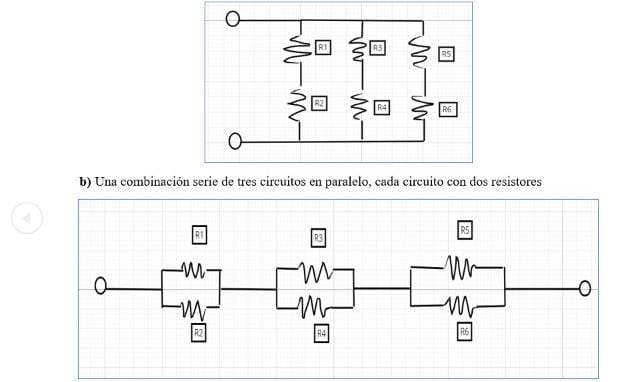 R1
R3
R5
R2
R4
R6
b) Una combinación serie de tres circuitos en paralelo, cada circuito con dos resistores
R1
R3
R5
R2
R4
R6